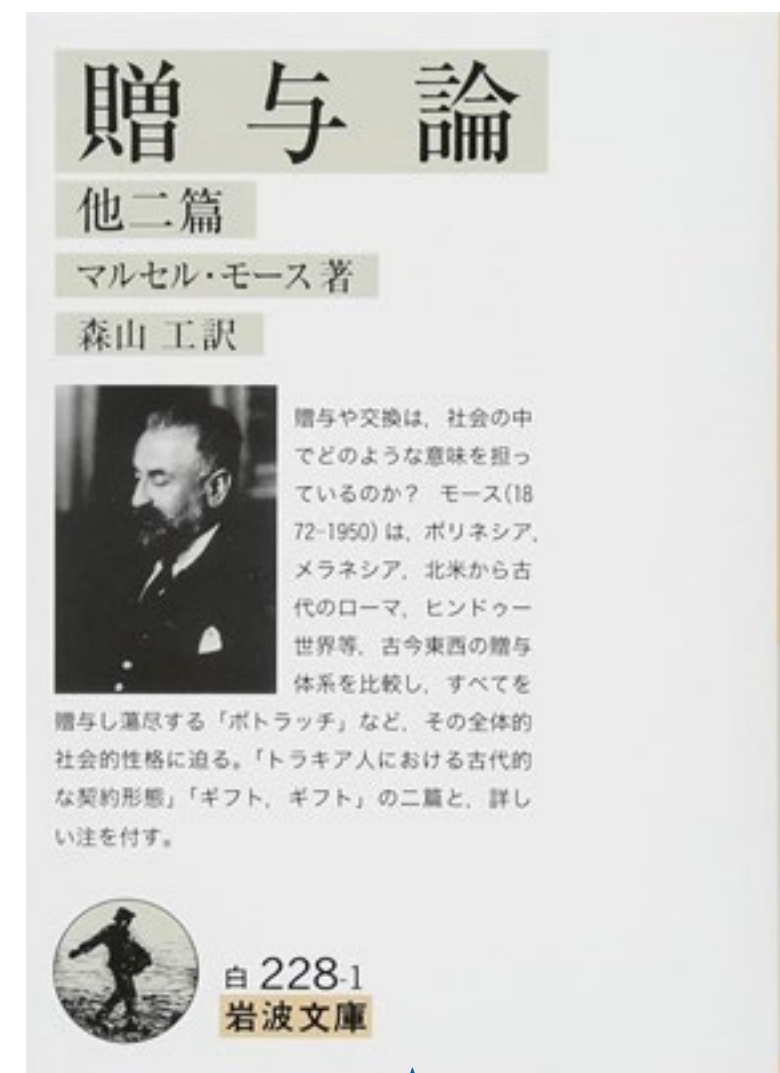 贈与論
他二篇
マルセル・モース 著
森山 工 訳
贈与や交換は，社会の中
でどのような意味を担っ
ているのか？　モース(18
72-1950)は，ポリネシア，
メラネシア，北米から古
代のローマ，ヒンドゥー
世界等，古今東西の贈与
体系を比較し，すべてを
贈与し蕩尽する「ポトラッチ」など，その全体的
社会的性格に迫る。「トラキア人における古代的
な契約形態」「ギフト，ギフト」の二篇と，詳し
い注を付す。
白 228-1
岩波文庫